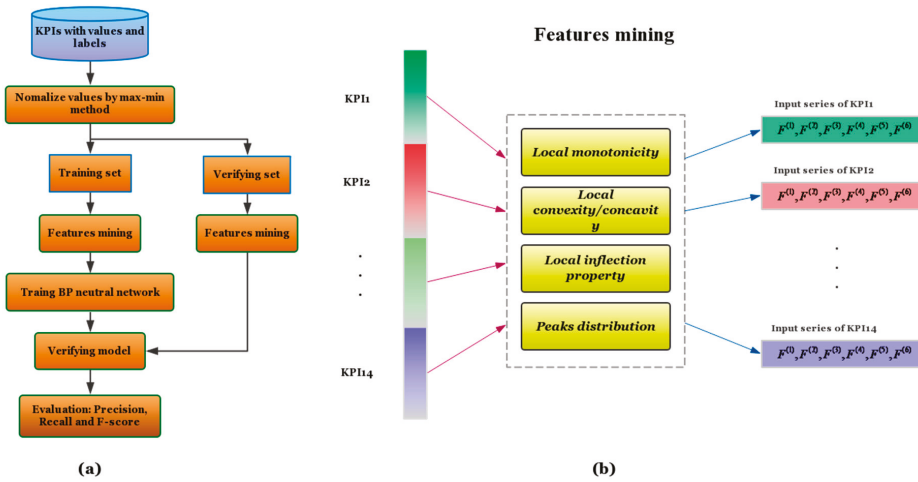 KPIs with values and
labels
Nomalize values by max-min
method
Training set
Verifying set
Features mining
Features mining
Traing BP neutral network
Verifying model
Evaluation: Precision,
Recall and F-score
(a)
Features mining
KPI1
KPI2
.
.
.
KPI14
Local monotonicity
Local
convexity/concavit
y
Local inflection
property
Peaks distribution
Input series of KPI1
F⁽¹⁾,F⁽²⁾,F⁽³⁾,F⁽⁴⁾,F⁽⁵⁾,F⁽⁶⁾
Input series of KPI2
F⁽¹⁾,F⁽²⁾,F⁽³⁾,F⁽⁴⁾,F⁽⁵⁾,F⁽⁶⁾
.
.
.
Input series of KPI14
F⁽¹⁾,F⁽²⁾,F⁽³⁾,F⁽⁴⁾,F⁽⁵⁾,F⁽⁶⁾
(b)